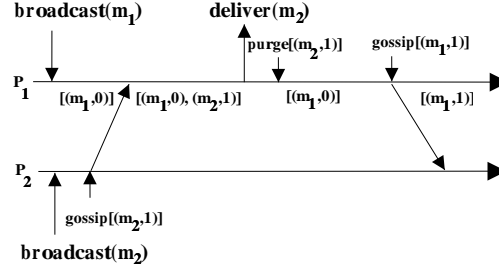 broadcast(m1) deliver(m2)
purge[(m2,1)] gossip[(m1,1)]
P1
[(m1,0)] [(m1,0), (m2,1)] [(m1,0)] [(m1,1)]
P2
gossip[(m2,1)]
broadcast(m2)